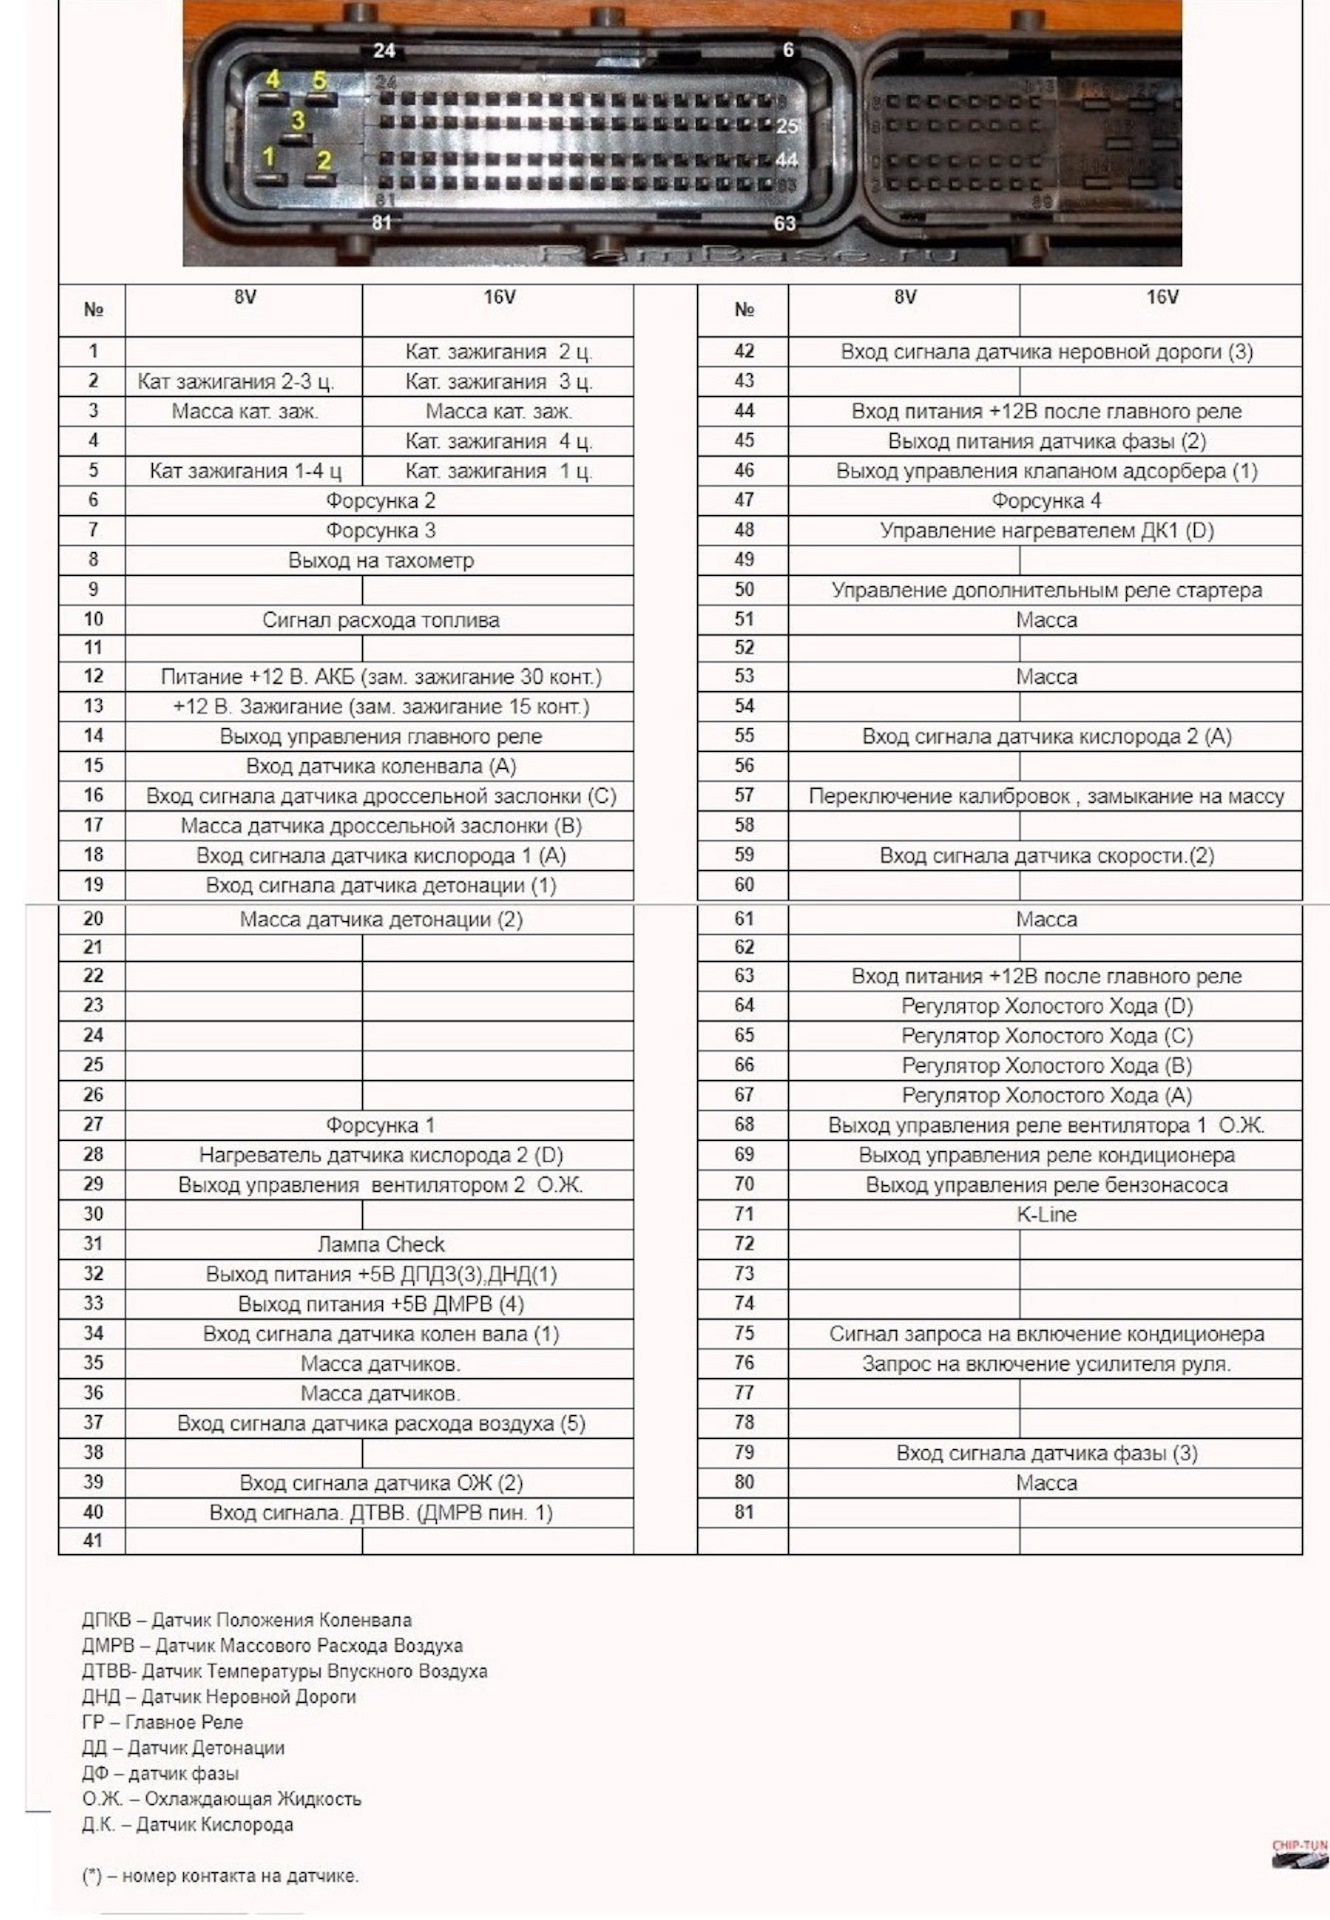 24
6
4
5
3
25
1
2
44
81
63
RamBase.ru
№ 8V 16V
1 Кат. зажигания 2 ц.
2 Кат зажигания 2-3 ц. Кат. зажигания 3 ц.
3 Масса кат. заж. Масса кат. заж.
4 Кат. зажигания 4 ц.
5 Кат зажигания 1-4 ц Кат. зажигания 1 ц.
6 Форсунка 2
7 Форсунка 3
8 Выход на тахометр
9
10 Сигнал расхода топлива
11
12 Питание +12 В. АКБ (зам. зажигание 30 конт.)
13 +12 В. Зажигание (зам. зажигание 15 конт.)
14 Выход управления главного реле
15 Вход датчика коленвала (А)
16 Вход сигнала датчика дроссельной заслонки (С)
17 Масса датчика дроссельной заслонки (В)
18 Вход сигнала датчика кислорода 1 (А)
19 Вход сигнала датчика детонации (1)
20 Масса датчика детонации (2)
21
22
23
24
25
26
27 Форсунка 1
28 Нагреватель датчика кислорода 2 (D)
29 Выход управления вентилятором 2 О.Ж.
30
31 Лампа Check
32 Выход питания +5В ДПДЗ(3),ДНД(1)
33 Выход питания +5В ДМРВ (4)
34 Вход сигнала датчика колен вала (1)
35 Масса датчиков.
36 Масса датчиков.
37 Вход сигнала датчика расхода воздуха (5)
38
39 Вход сигнала датчика ОЖ (2)
40 Вход сигнала. ДТВВ. (ДМРВ пин. 1)
41
№ 8V 16V
42 Вход сигнала датчика неровной дороги (3)
43
44 Вход питания +12В после главного реле
45 Выход питания датчика фазы (2)
46 Выход управления клапаном адсорбера (1)
47 Форсунка 4
48 Управление нагревателем ДК1 (D)
49
50 Управление дополнительным реле стартера
51 Масса
52
53 Масса
54
55 Вход сигнала датчика кислорода 2 (А)
56
57 Переключение калибровок , замыкание на массу
58
59 Вход сигнала датчика скорости.(2)
60
61 Масса
62
63 Вход питания +12В после главного реле
64 Регулятор Холостого Хода (D)
65 Регулятор Холостого Хода (С)
66 Регулятор Холостого Хода (В)
67 Регулятор Холостого Хода (А)
68 Выход управления реле вентилятора 1 О.Ж.
69 Выход управления реле кондиционера
70 Выход управления реле бензонасоса
71 K-Line
72
73
74
75 Сигнал запроса на включение кондиционера
76 Запрос на включение усилителя руля.
77
78
79 Вход сигнала датчика фазы (3)
80 Масса
81
ДПКВ – Датчик Положения Коленвала
ДМРВ – Датчик Массового Расхода Воздуха
ДТВВ- Датчик Температуры Впускного Воздуха
ДНД – Датчик Неровной Дороги
ГР – Главное Реле
ДД – Датчик Детонации
ДФ – датчик фазы
О.Ж. – Охлаждающая Жидкость
Д.К. – Датчик Кислорода
(*) – номер контакта на датчике.
CHIP-TUN